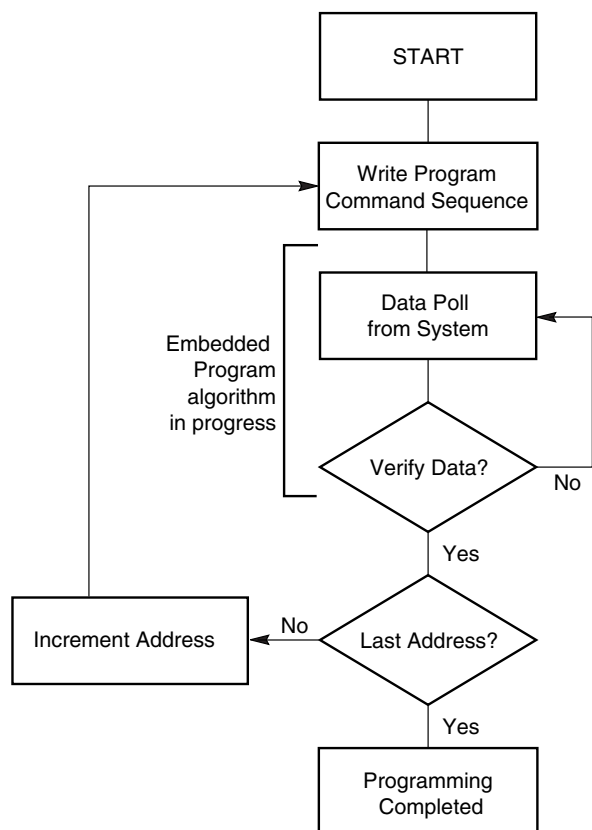 START
Write Program
Command Sequence
Data Poll
from System
Embedded
Program
algorithm
in progress
Verify Data?
No
Yes
Last Address?
No
Increment Address
Yes
Programming
Completed